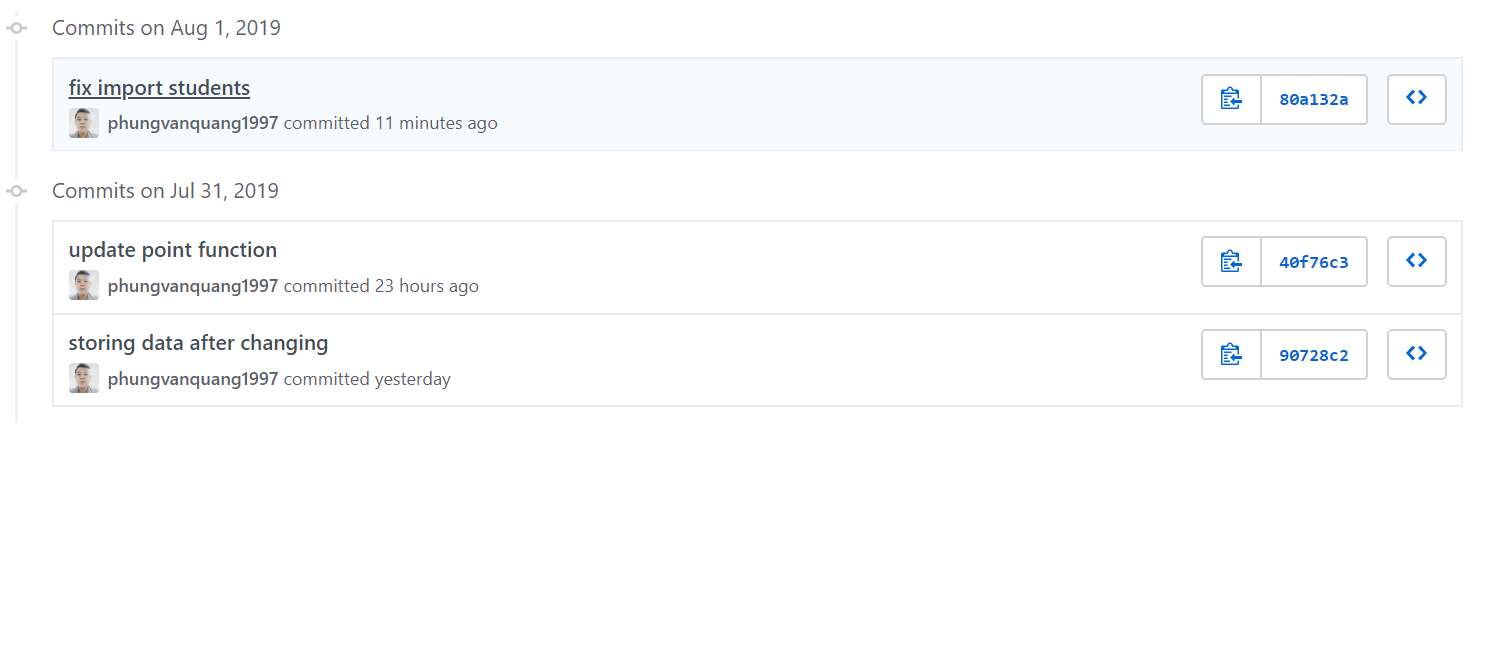 Commits on Aug 1, 2019
fix import students
80a132a
phungvanquang1997 committed 11 minutes ago
Commits on Jul 31, 2019
update point function
40f76c3
phungvanquang1997 committed 23 hours ago
storing data after changing
90728c2
phungvanquang1997 committed yesterday